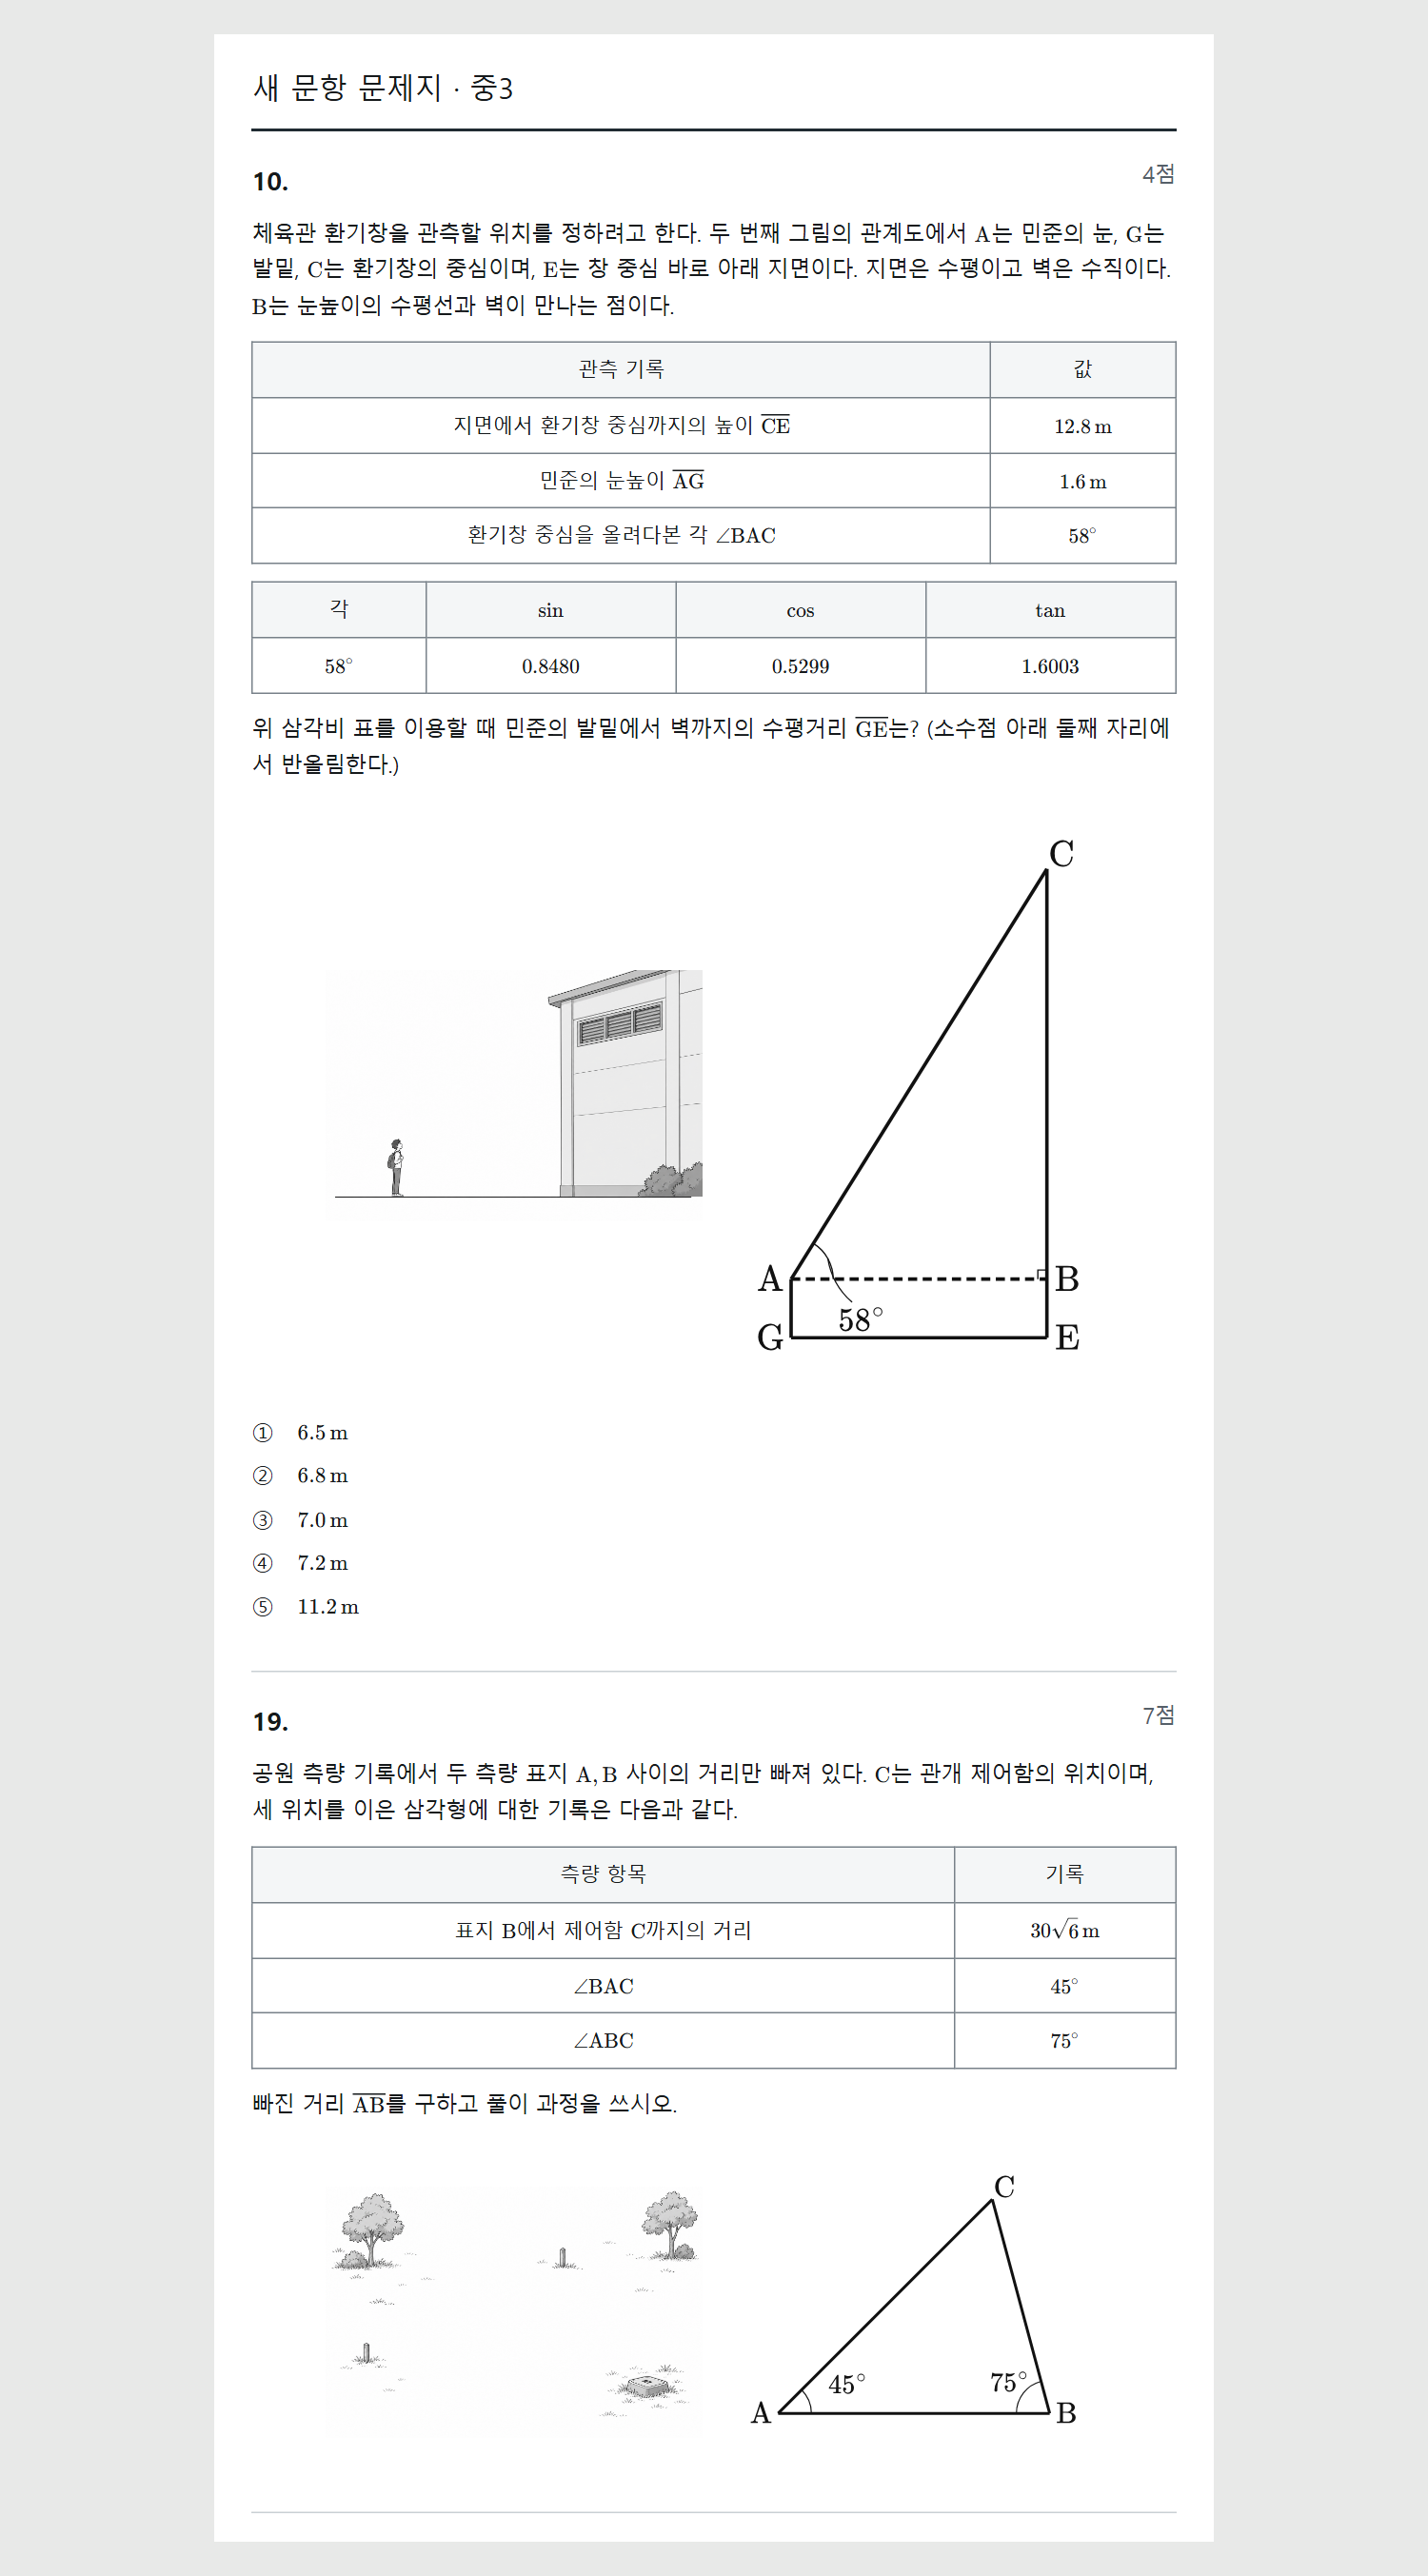 새 문항 문제지 · 중3
10.
4점
체육관 환기창을 관측할 위치를 정하려고 한다. 두 번째 그림의 관계도에서 A는 민준의 눈, G는
발밑, C는 환기창의 중심이며, E는 창 중심 바로 아래 지면이다. 지면은 수평이고 벽은 수직이다.
B는 눈높이의 수평선과 벽이 만나는 점이다.
관측 기록 값
지면에서 환기창 중심까지의 높이 C̅E̅ 12.8 m
민준의 눈높이 A̅G̅ 1.6 m
환기창 중심을 올려다본 각 ∠BAC 58°
각 sin cos tan
58° 0.8480 0.5299 1.6003
위 삼각비 표를 이용할 때 민준의 발밑에서 벽까지의 수평거리 G̅E̅는? (소수점 아래 둘째 자리에
서 반올림한다.)
C
A
B
58°
G
E
① 6.5 m
② 6.8 m
③ 7.0 m
④ 7.2 m
⑤ 11.2 m
19.
7점
공원 측량 기록에서 두 측량 표지 A, B 사이의 거리만 빠져 있다. C는 관개 제어함의 위치이며,
세 위치를 이은 삼각형에 대한 기록은 다음과 같다.
측량 항목 기록
표지 B에서 제어함 C까지의 거리 30√6 m
∠BAC 45°
∠ABC 75°
빠진 거리 A̅B̅를 구하고 풀이 과정을 쓰시오.
C
45°
75°
A
B